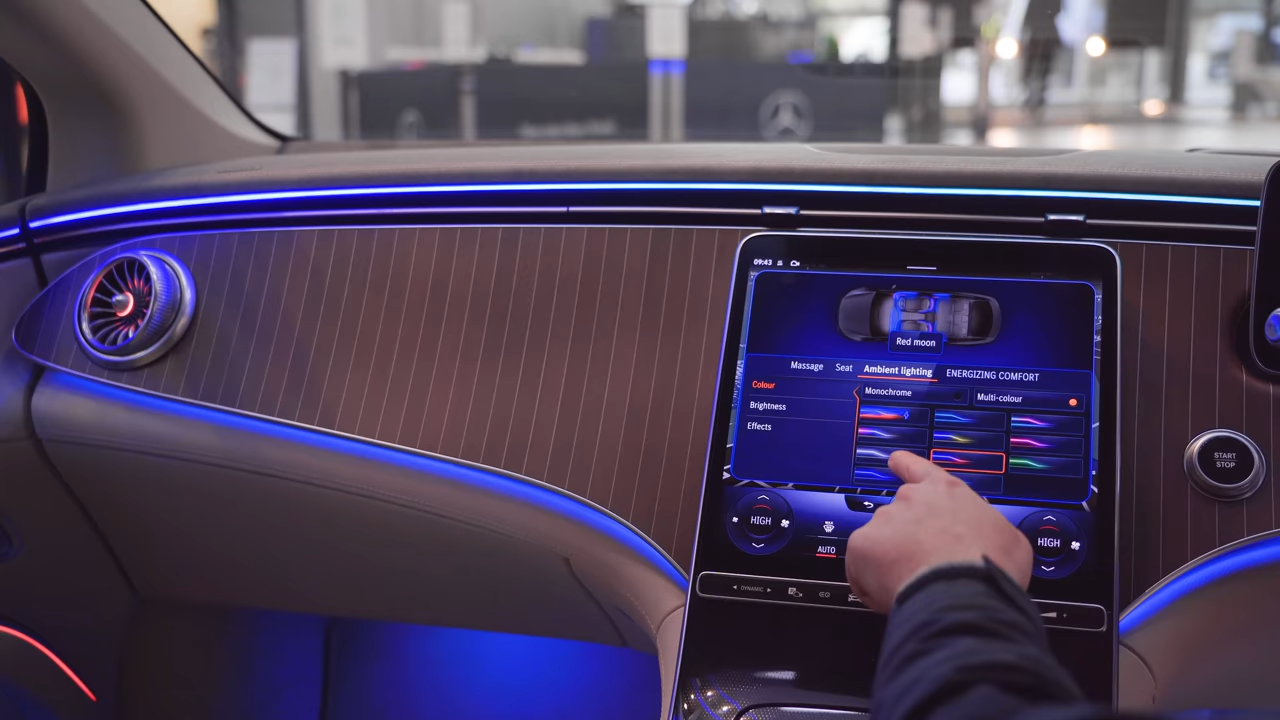 09:43
Red moon
Massage Seat Ambient lighting ENERGIZING COMFORT
Colour
Monochrome
Multi-colour
Brightness
Effects
START
STOP
HIGH
AUTO
HIGH
DYNAMIC